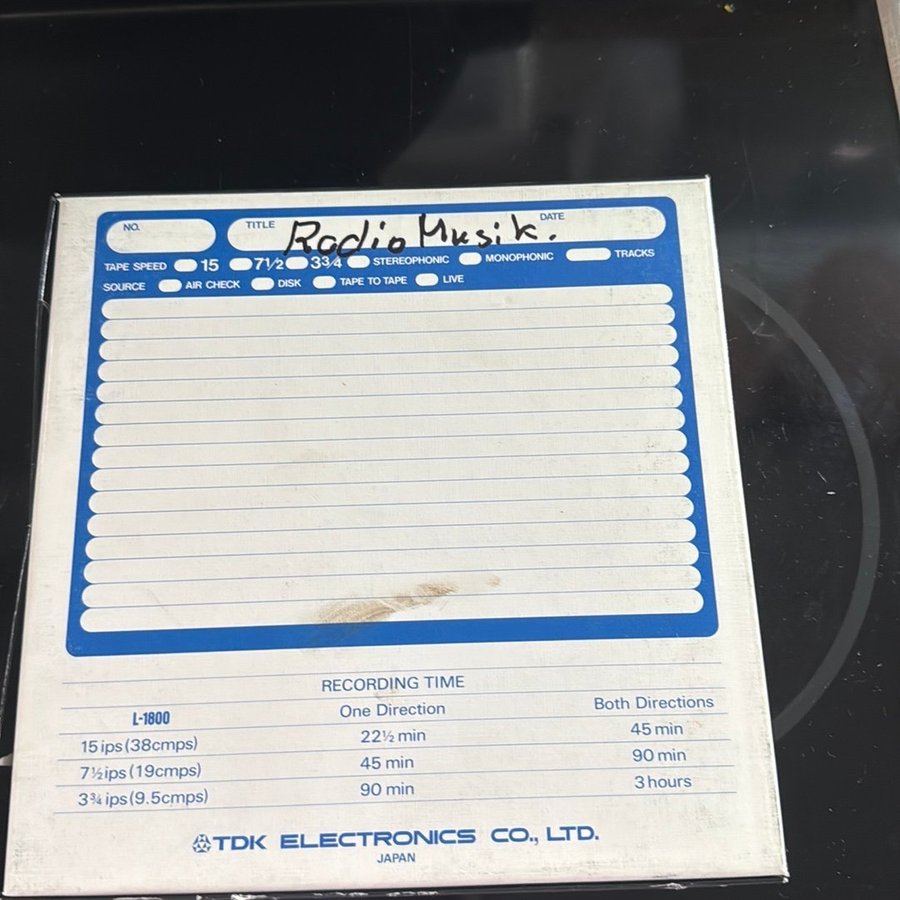 NO. TITLE Radio Musik. DATE
TAPE SPEED 15 7½ 3¾ STEREOPHONIC MONOPHONIC TRACKS
SOURCE AIR CHECK DISK TAPE TO TAPE LIVE
RECORDING TIME
L-1800 One Direction Both Directions
15 ips (38cmps) 22½ min 45 min
7½ ips (19cmps) 45 min 90 min
3¾ ips (9.5cmps) 90 min 3 hours
TDK ELECTRONICS CO., LTD.
JAPAN